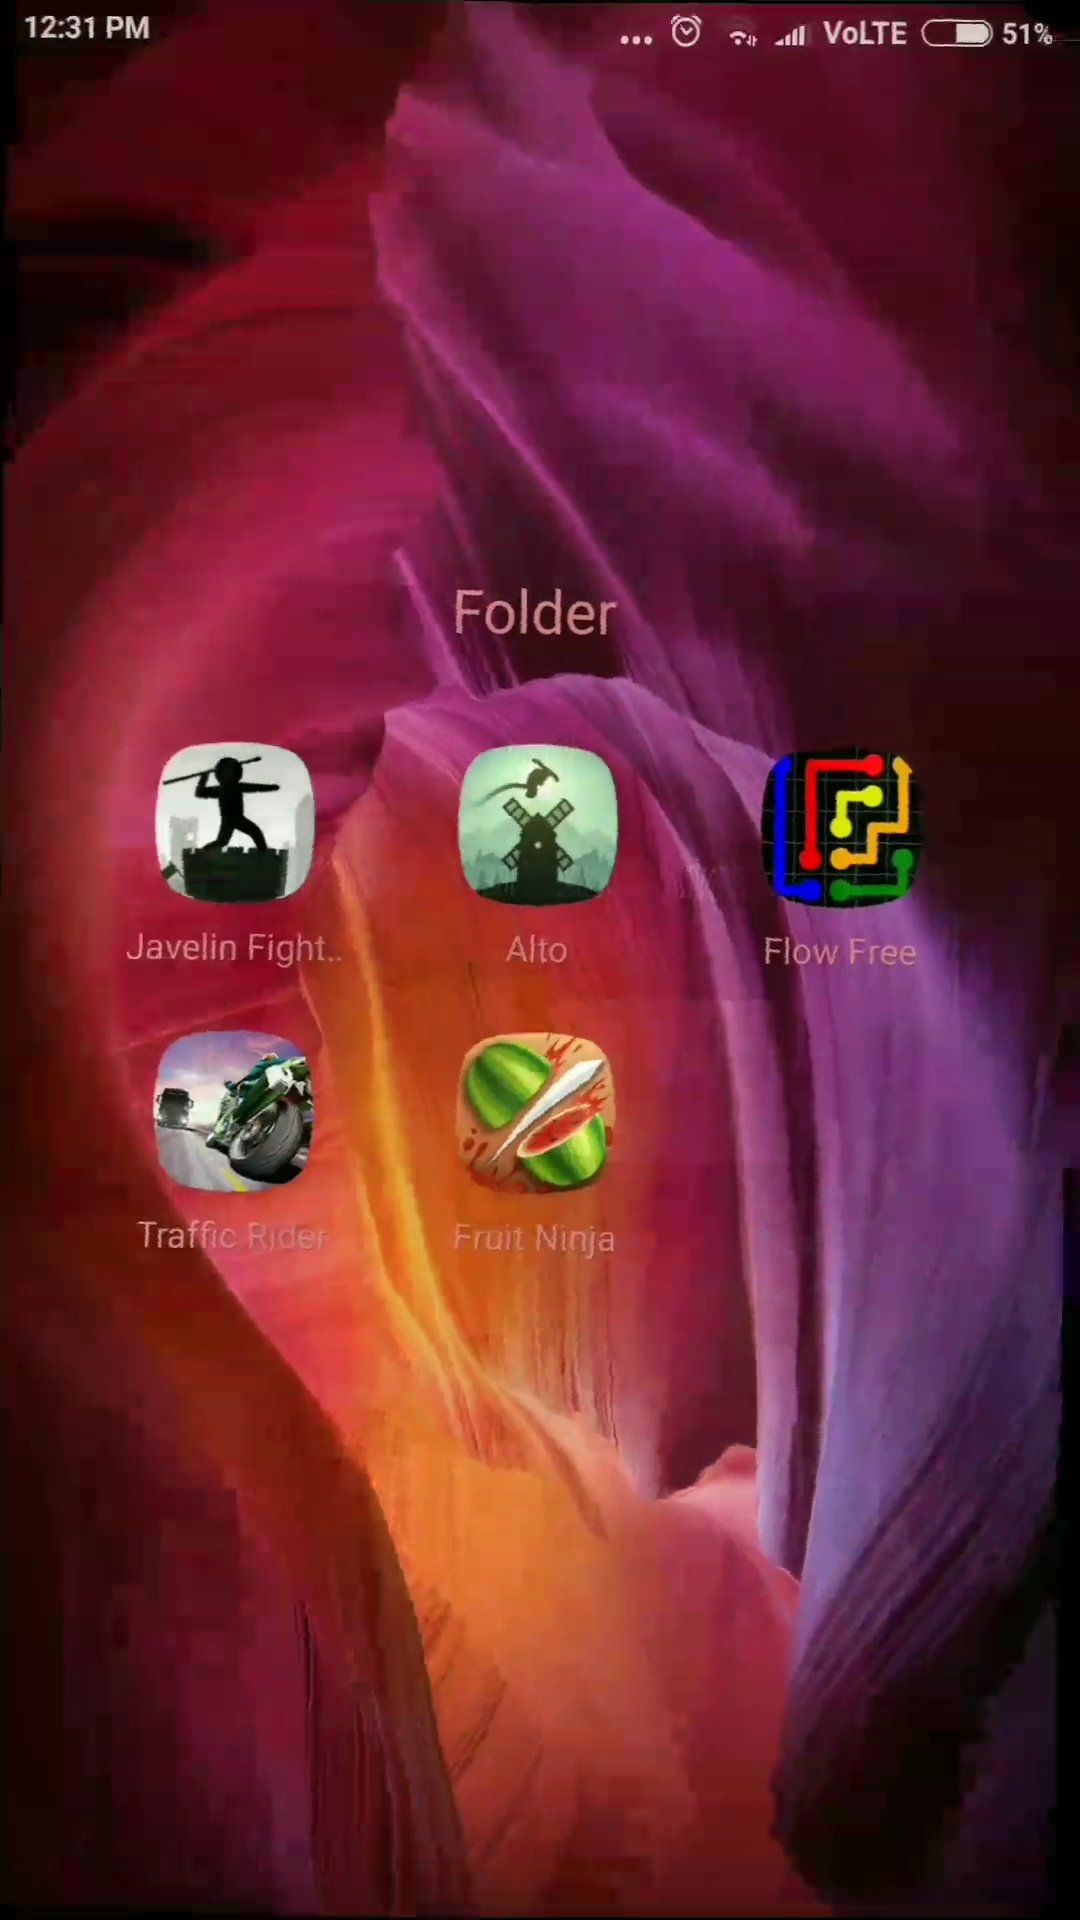 12:31 PM
... VoLTE 51%
Folder
Javelin Fight..
Alto
Flow Free
Traffic Rider
Fruit Ninja